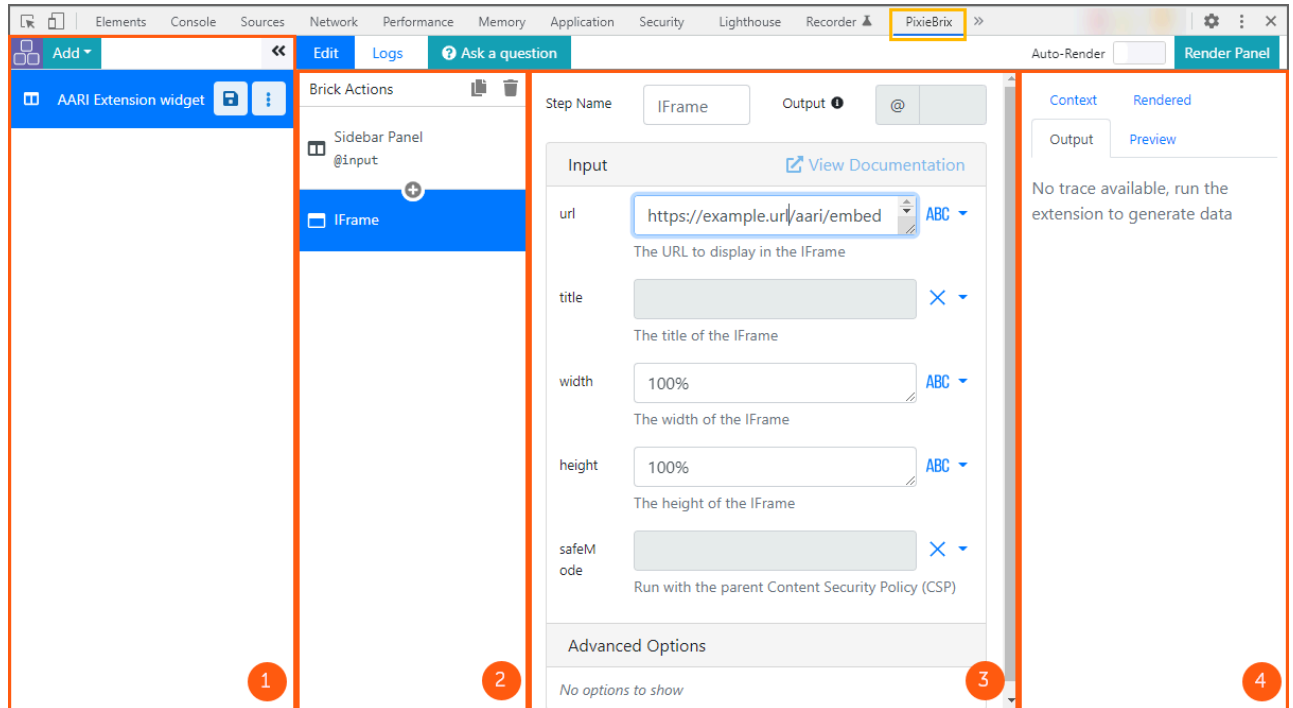 Elements Console Sources Network Performance Memory Application Security Lighthouse Recorder PixieBrix »
Add
«
Edit Logs ? Ask a question Auto-Render Render Panel
AARI Extension widget
1
Brick Actions
Sidebar Panel
@input
IFrame
2
Step Name IFrame Output @
Input View Documentation
url https://example.url/aari/embed ABC
The URL to display in the IFrame
title
The title of the IFrame
width 100% ABC
The width of the IFrame
height 100% ABC
The height of the IFrame
safeM
ode
Run with the parent Content Security Policy (CSP)
Advanced Options
No options to show
3
Context Rendered
Output Preview
No trace available, run the
extension to generate data
4